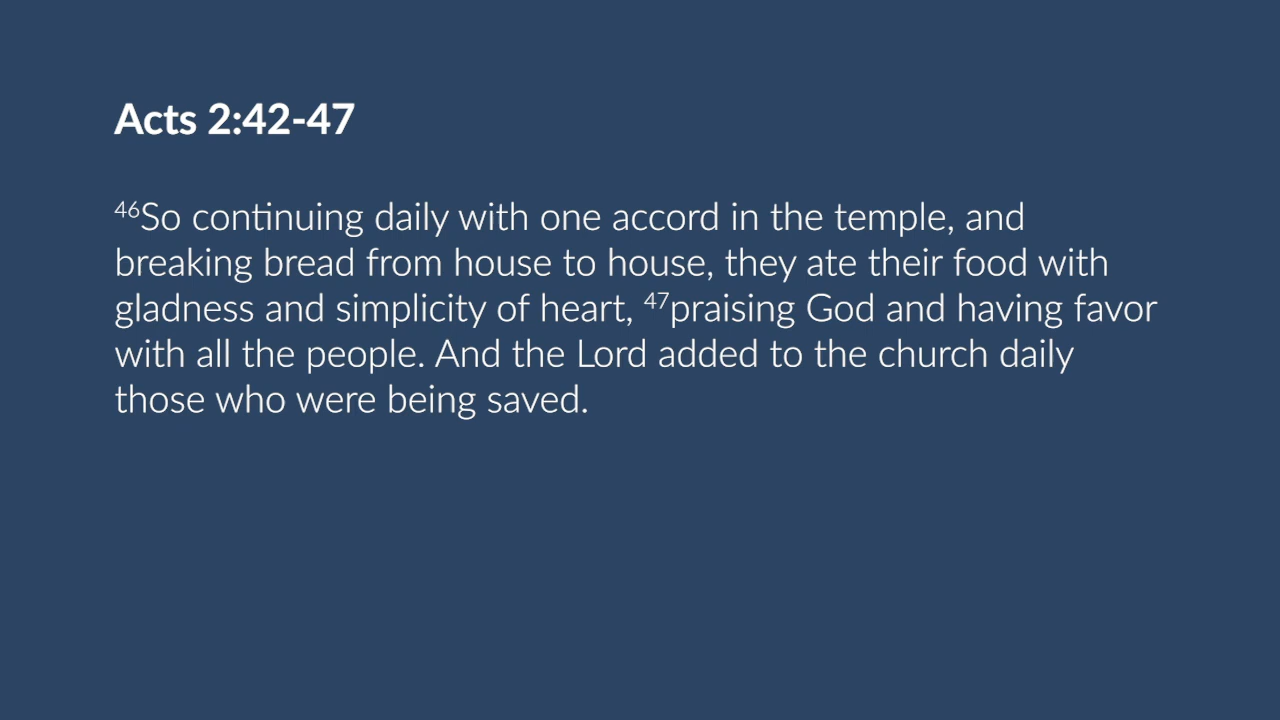 Acts 2:42-47
⁴⁶So continuing daily with one accord in the temple, and
breaking bread from house to house, they ate their food with
gladness and simplicity of heart, ⁴⁷praising God and having favor
with all the people. And the Lord added to the church daily
those who were being saved.